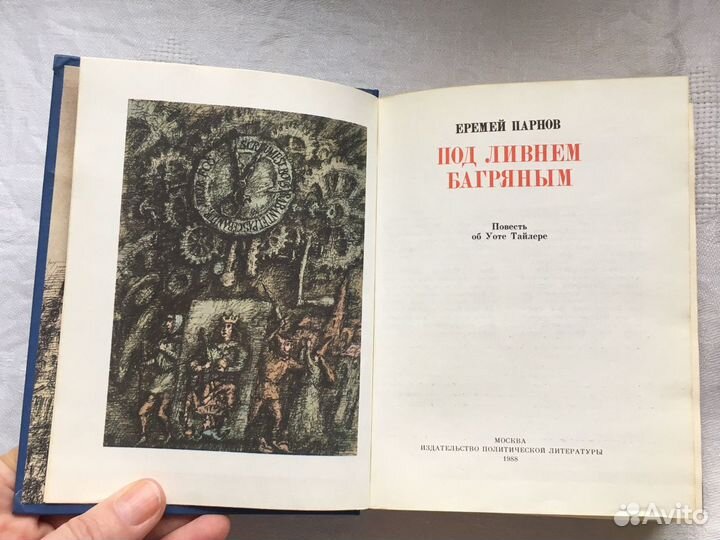 ЕРЕМЕЙ ПАРНОВ
ПОД ЛИВНЕМ
БАГРЯНЫМ
Повесть
об Уоте Тайлере
МОСКВА
ИЗДАТЕЛЬСТВО ПОЛИТИЧЕСКОЙ ЛИТЕРАТУРЫ
1988
Avito